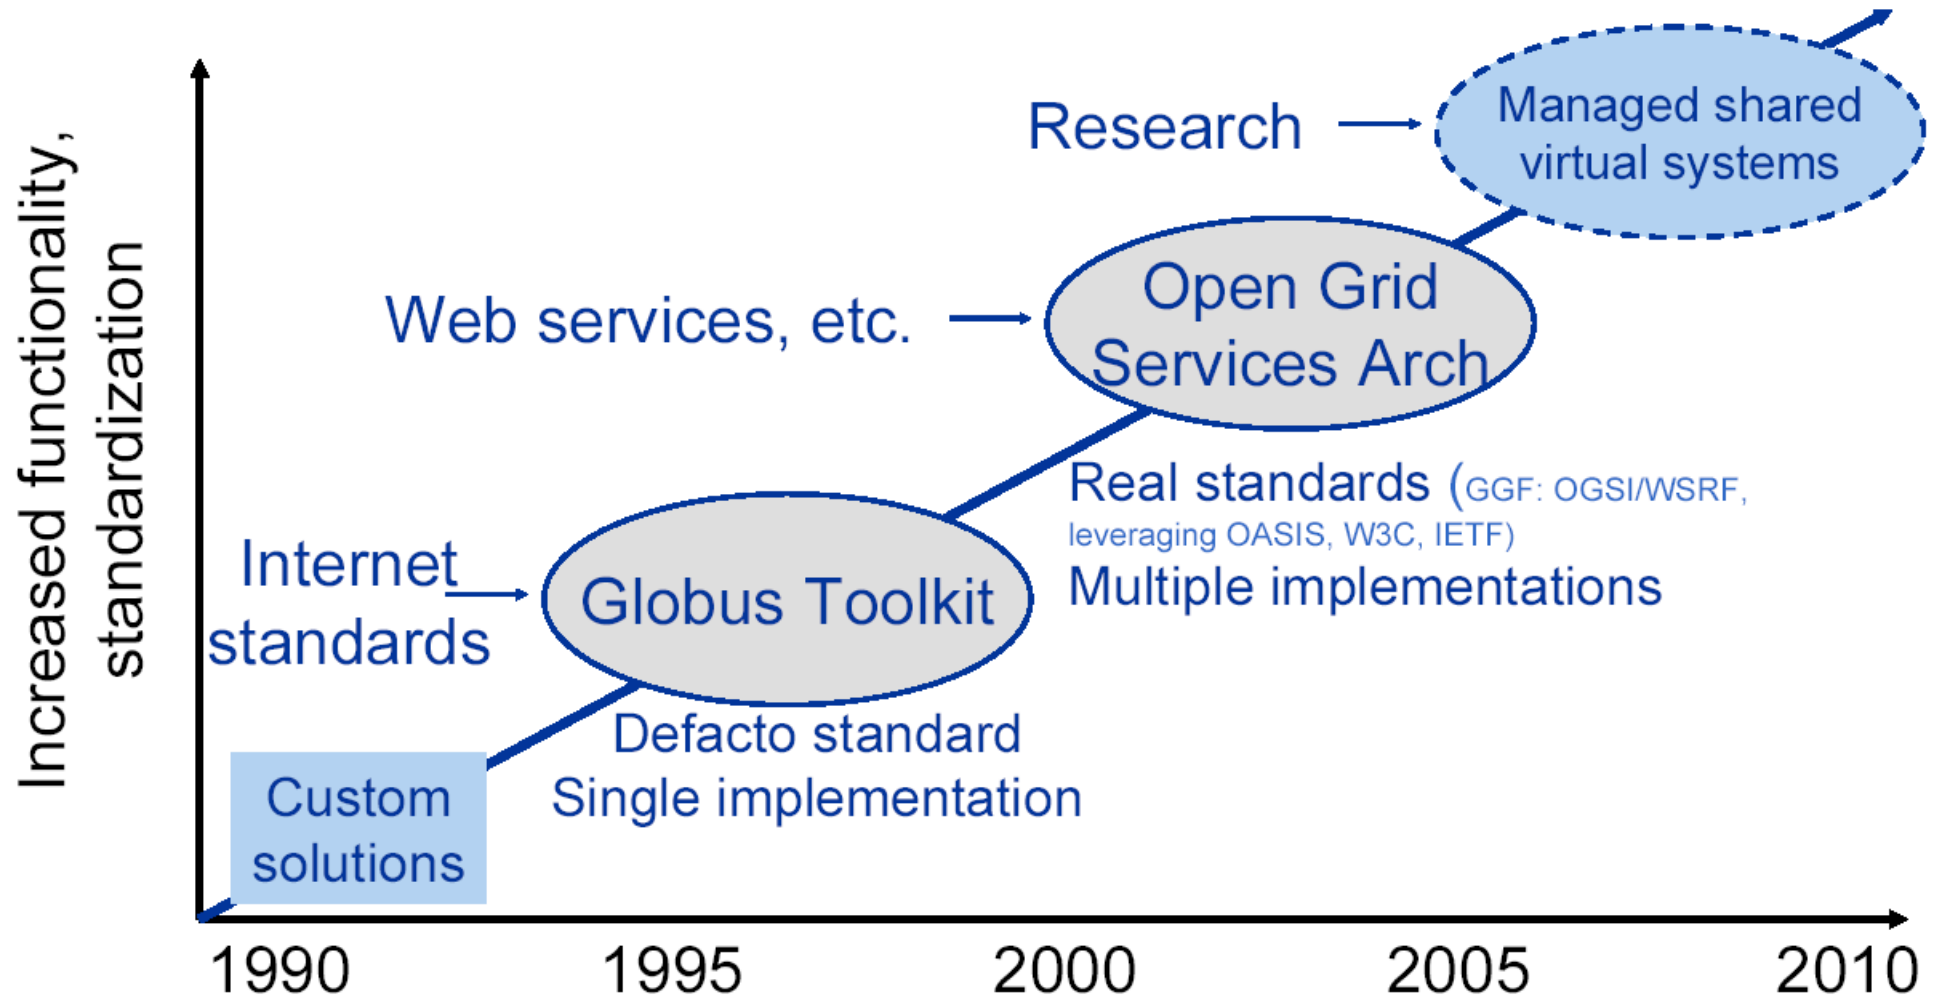 Increased functionality,
standardization
Research
Managed shared
virtual systems
Web services, etc.
Open Grid
Services Arch
Real standards (GGF: OGSI/WSRF,
leveraging OASIS, W3C, IETF)
Multiple implementations
Internet
standards
Globus Toolkit
Defacto standard
Single implementation
Custom
solutions
1990 1995 2000 2005 2010